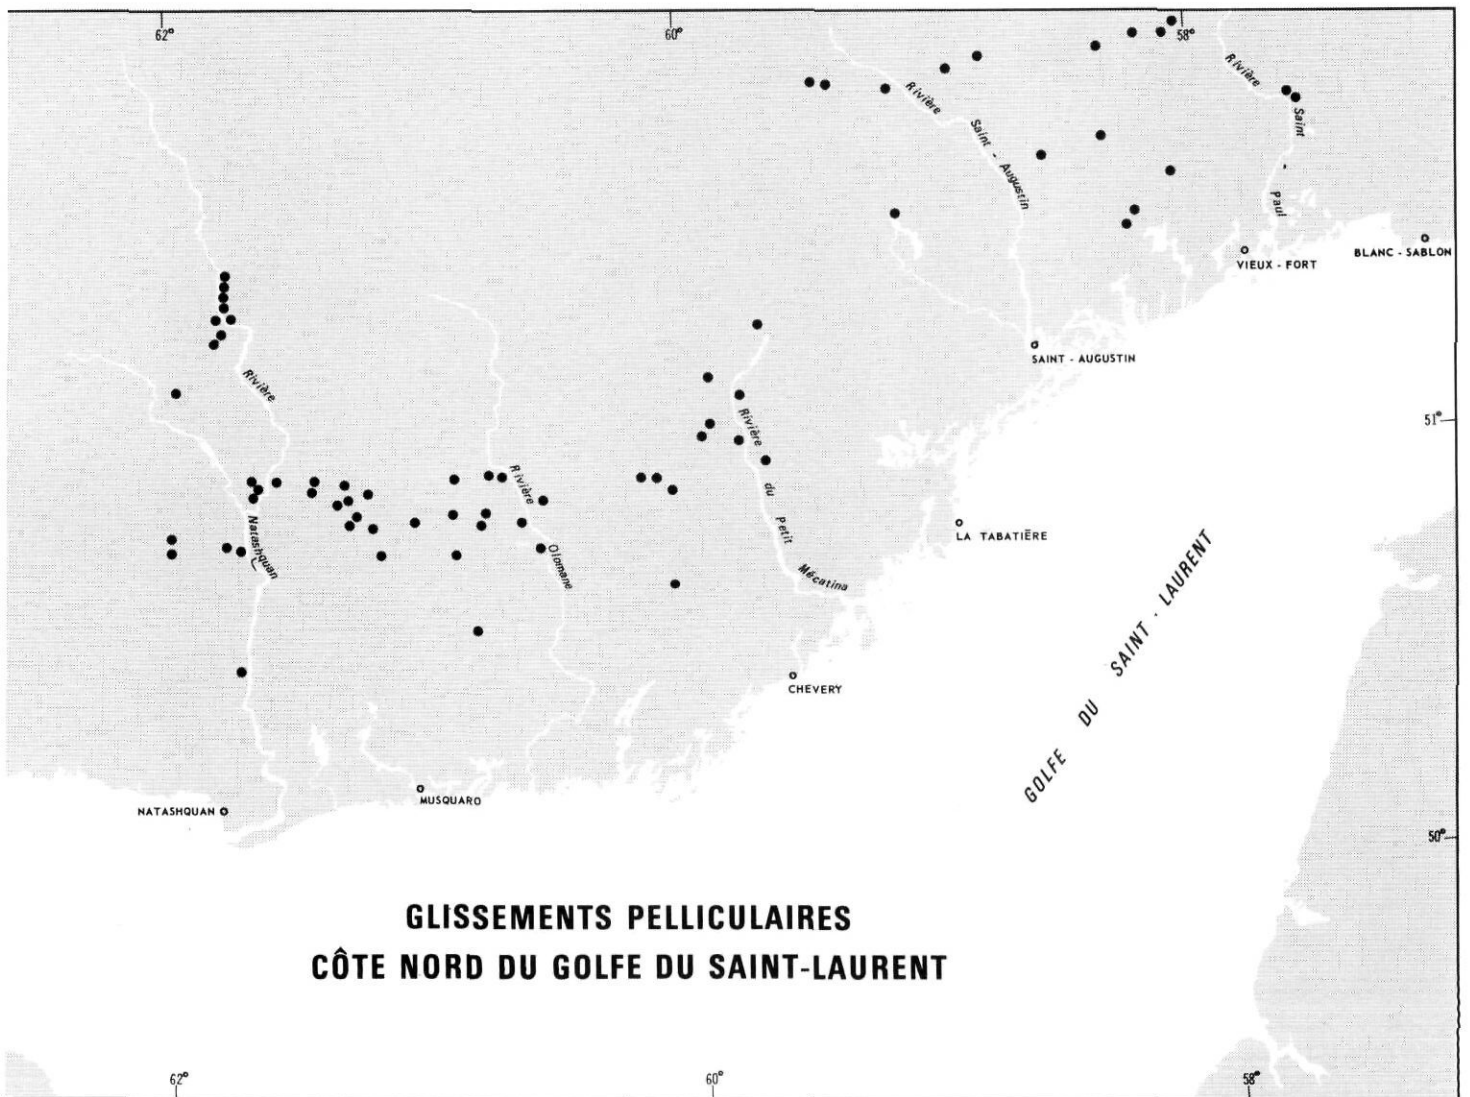 62°
60°
58°
Rivière
Saint - Augustin
Rivière
Saint - Paul
VIEUX - FORT
BLANC - SABLON
SAINT - AUGUSTIN
Rivière
51°
Rivière du Petit Mécatina
Rivière
Olomane
Natashquan
LA TABATIÈRE
GOLFE DU SAINT - LAURENT
CHEVERY
MUSQUARO
NATASHQUAN
50°
GLISSEMENTS PELLICULAIRES
CÔTE NORD DU GOLFE DU SAINT-LAURENT
62°
60°
58°